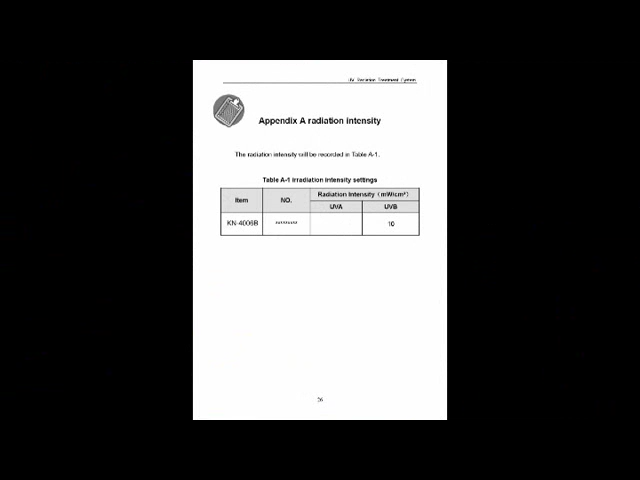 UV Radiation Treatment System
Appendix A radiation intensity
The radiation intensity will be recorded in Table A-1.
Table A-1 irradiation intensity settings
Item NO. Radiation Intensity (mW/cm²)
UVA UVB
KN-4006B ******** 10
26